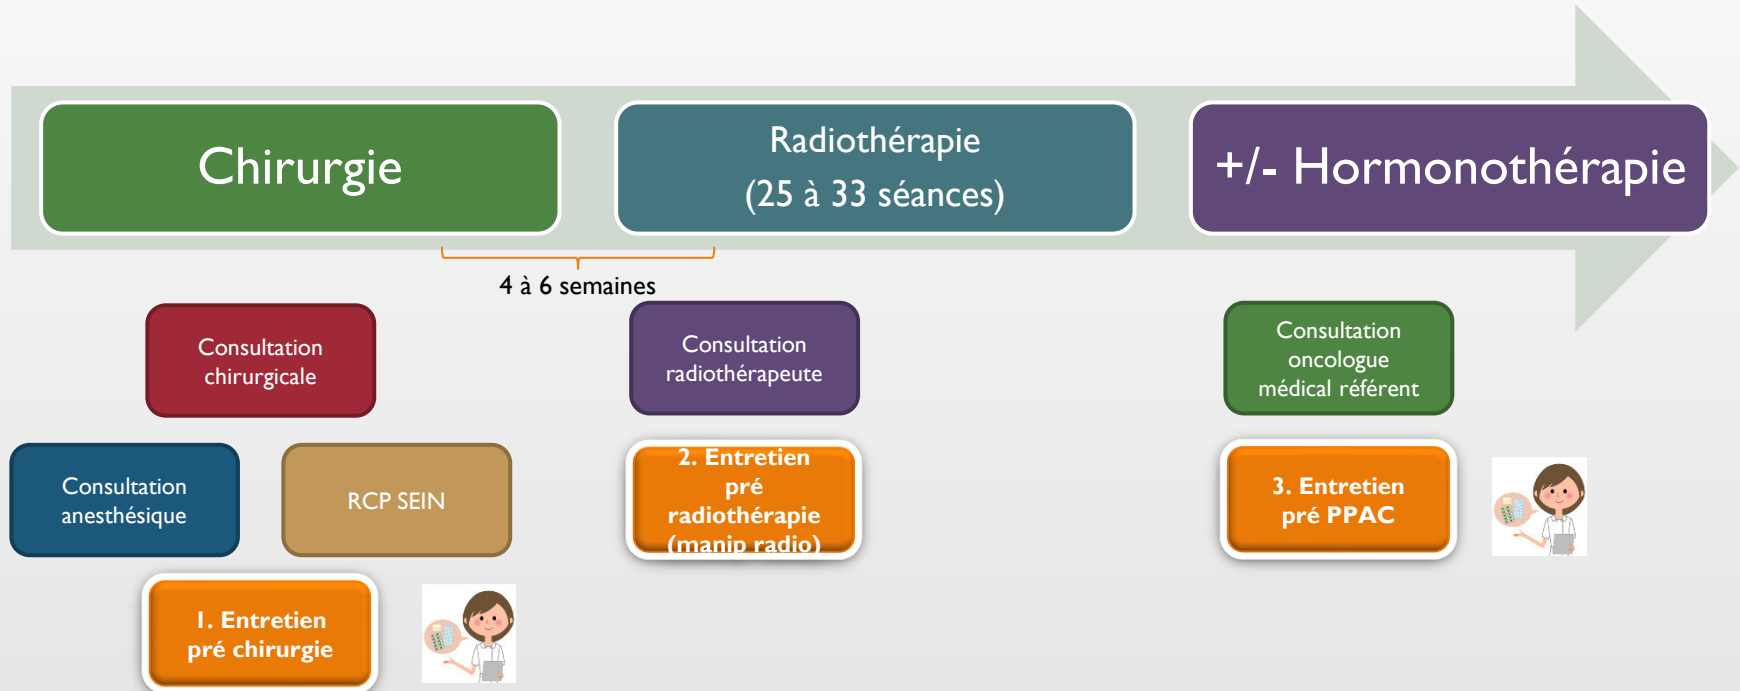 Chirurgie
Radiothérapie
(25 à 33 séances)
+/- Hormonothérapie
4 à 6 semaines
Consultation
chirurgicale
Consultation
anesthésique
RCP SEIN
1. Entretien
pré chirurgie
Consultation
radiothérapeute
2. Entretien
pré
radiothérapie
(manip radio)
Consultation
oncologue
médical référent
3. Entretien
pré PPAC